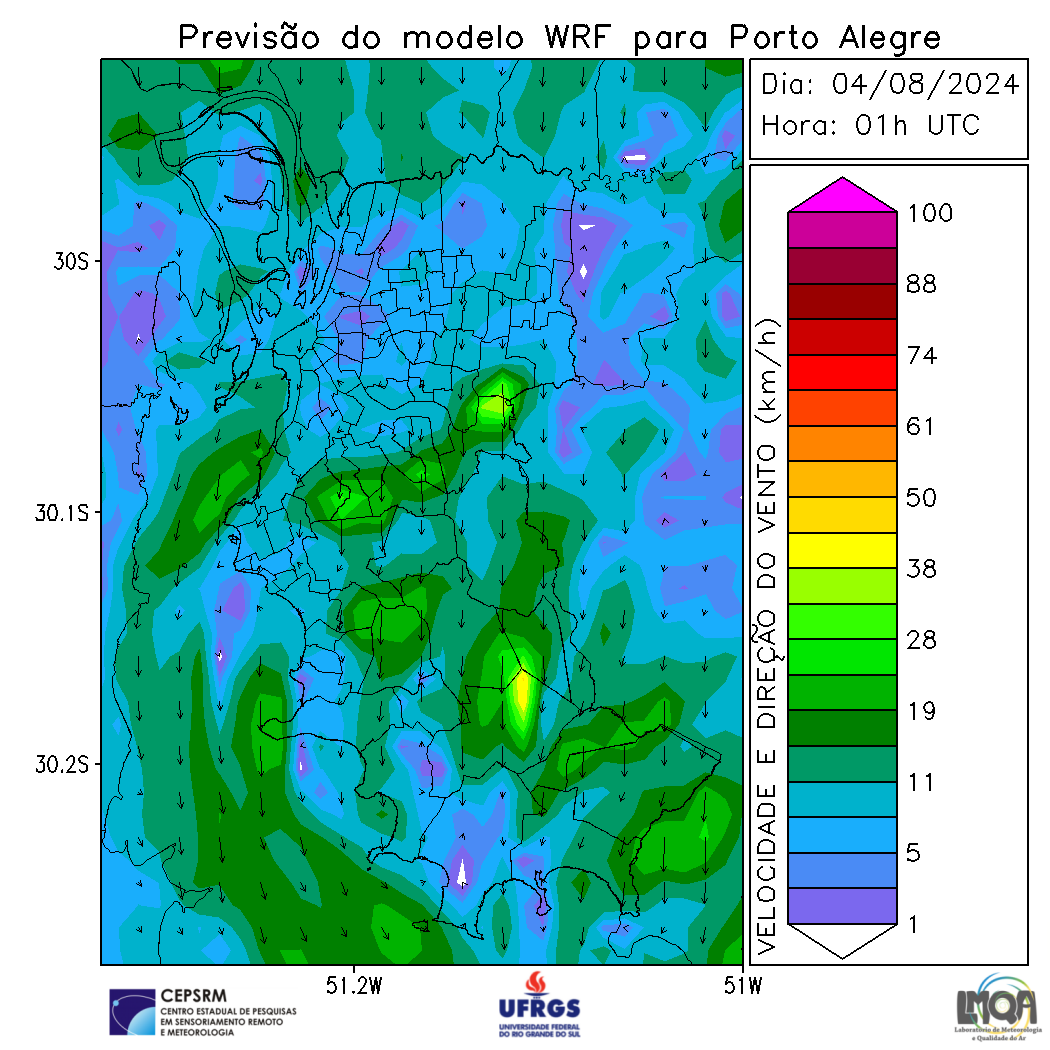 Previsão do modelo WRF para Porto Alegre
Dia: 04/08/2024
Hora: 01h UTC
30S
30.1S
30.2S
51.2W
51W
VELOCIDADE E DIREÇÃO DO VENTO (km/h)
100
88
74
61
50
38
28
19
11
5
1
CEPSRM
CENTRO ESTADUAL DE PESQUISAS
EM SENSORIAMENTO REMOTO
E METEOROLOGIA
UFRGS
UNIVERSIDADE FEDERAL
DO RIO GRANDE DO SUL
LMQA
Laboratório de Meteorologia
e Qualidade do Ar